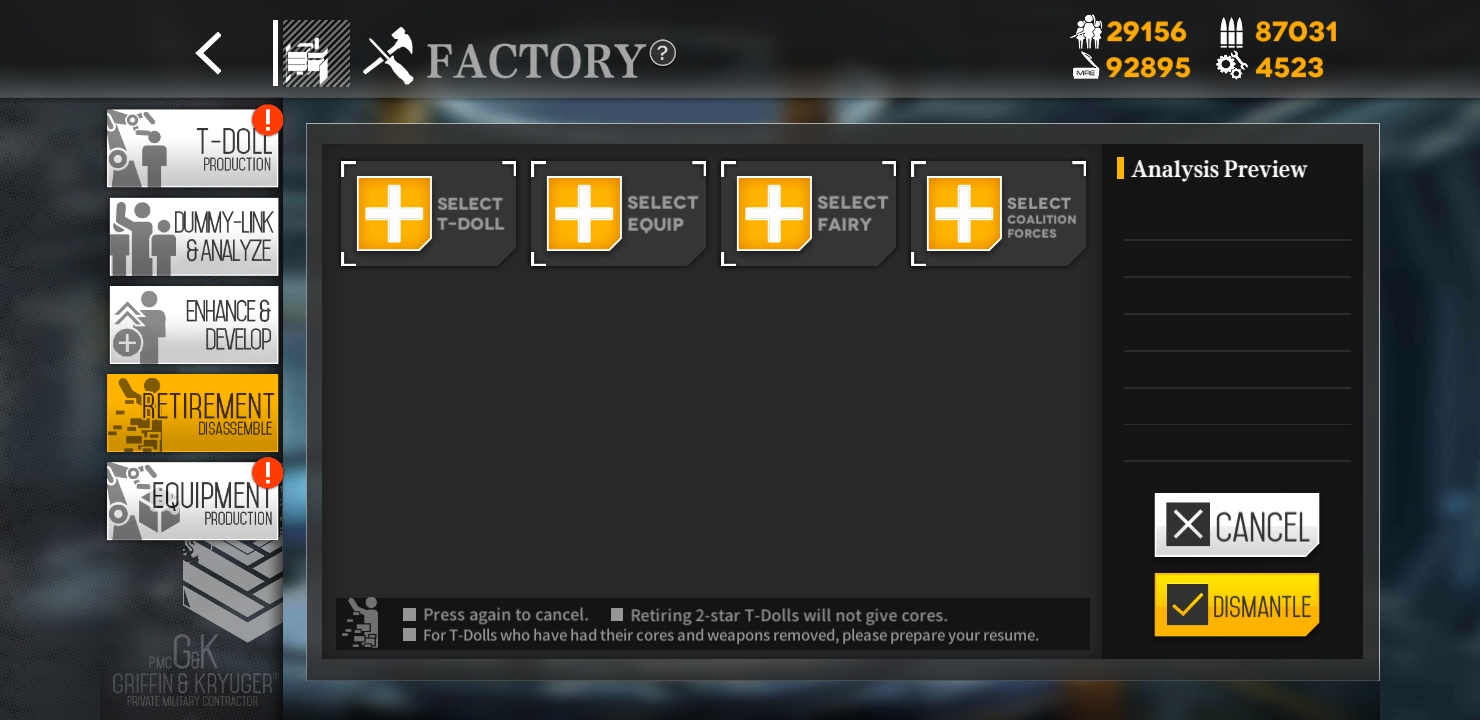 FACTORY ?
29156 87031
MRE 92895 4523
T-DOLL
PRODUCTION
DUMMY-LINK
& ANALYZE
ENHANCE &
DEVELOP
RETIREMENT
DISASSEMBLE
EQUIPMENT
PRODUCTION
PMC G&K
GRIFFIN & KRYUGER
PRIVATE MILITARY CONTRACTOR
SELECT
T-DOLL
SELECT
EQUIP
SELECT
FAIRY
SELECT
COALITION
FORCES
Press again to cancel. Retiring 2-star T-Dolls will not give cores.
For T-Dolls who have had their cores and weapons removed, please prepare your resume.
Analysis Preview
CANCEL
DISMANTLE